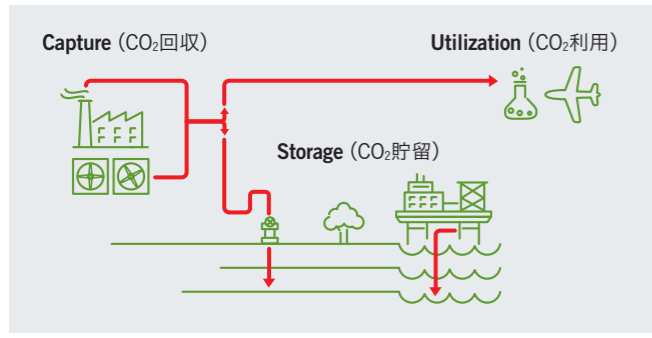 Capture（CO₂回収）
Utilization（CO₂利用）
Storage（CO₂貯留）